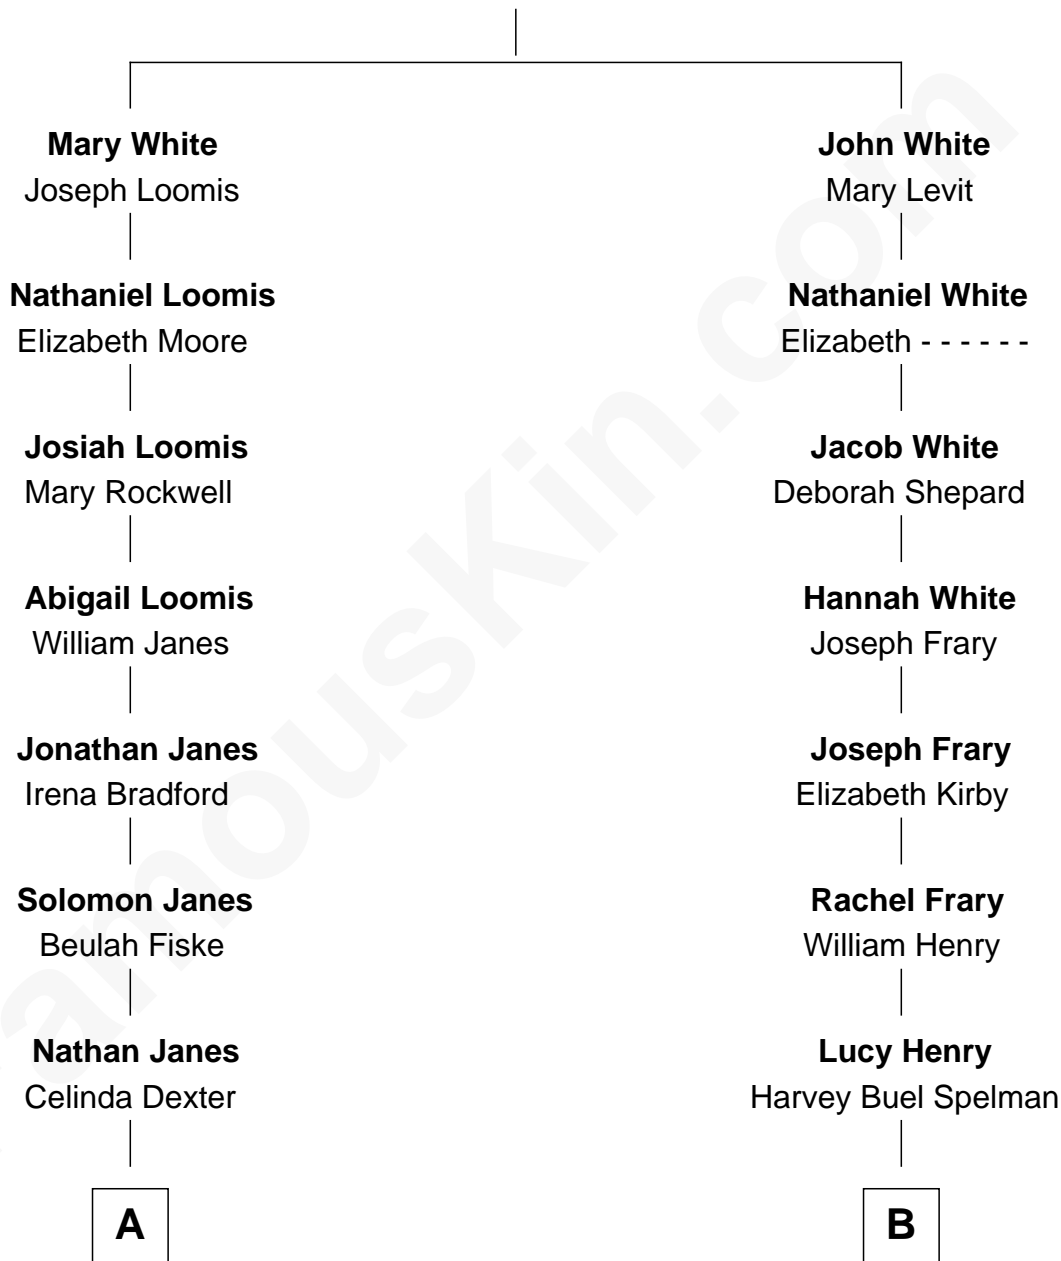 Mary White
Joseph Loomis
Nathaniel Loomis
Elizabeth Moore
Josiah Loomis
Mary Rockwell
Abigail Loomis
William Janes
Jonathan Janes
Irena Bradford
Solomon Janes
Beulah Fiske
Nathan Janes
Celinda Dexter
A
John White
Mary Levit
Nathaniel White
Elizabeth - - - - - -
Jacob White
Deborah Shepard
Hannah White
Joseph Frary
Joseph Frary
Elizabeth Kirby
Rachel Frary
William Henry
Lucy Henry
Harvey Buel Spelman
B
amouskin.com